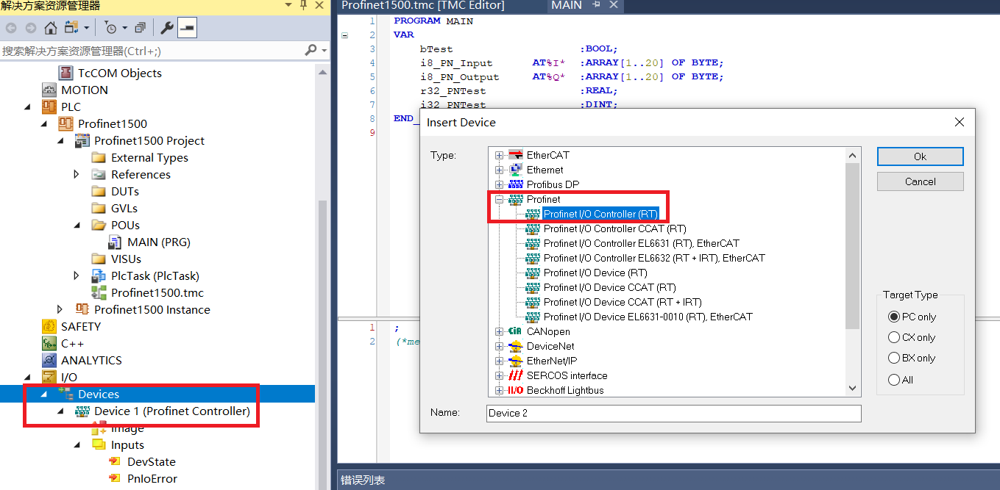 解决方案资源管理器
搜索解决方案资源管理器(Ctrl+;)
TcCOM Objects
MOTION
PLC
Profinet1500
Profinet1500 Project
External Types
References
DUTs
GVLs
POUs
MAIN (PRG)
VISUs
PlcTask (PlcTask)
Profinet1500.tmc
Profinet1500 Instance
SAFETY
C++
ANALYTICS
I/O
Devices
Device 1 (Profinet Controller)
Image
Inputs
DevState
PnIoError
Profinet1500.tmc [TMC Editor] MAIN
1 PROGRAM MAIN
2 VAR
3 bTest :BOOL;
4 i8_PN_Input AT%I* :ARRAY[1..20] OF BYTE;
5 i8_PN_Output AT%Q* :ARRAY[1..20] OF BYTE;
6 r32_PNTest :REAL;
7 i32_PNTest :DINT;
8 END_
9
1 ;
2 (*me
Insert Device
Type:
EtherCAT
Ethernet
Profibus DP
Profinet
Profinet I/O Controller (RT)
Profinet I/O Controller CCAT (RT)
Profinet I/O Controller EL6631 (RT), EtherCAT
Profinet I/O Controller EL6632 (RT + IRT), EtherCAT
Profinet I/O Device (RT)
Profinet I/O Device CCAT (RT)
Profinet I/O Device CCAT (RT + IRT)
Profinet I/O Device EL6631-0010 (RT), EtherCAT
CiA CANopen
DeviceNet
EtherNet/IP
SERCOS interface
II/O Beckhoff Lightbus
Name: Device 2
Ok
Cancel
Target Type
PC only
CX only
BX only
All
错误列表